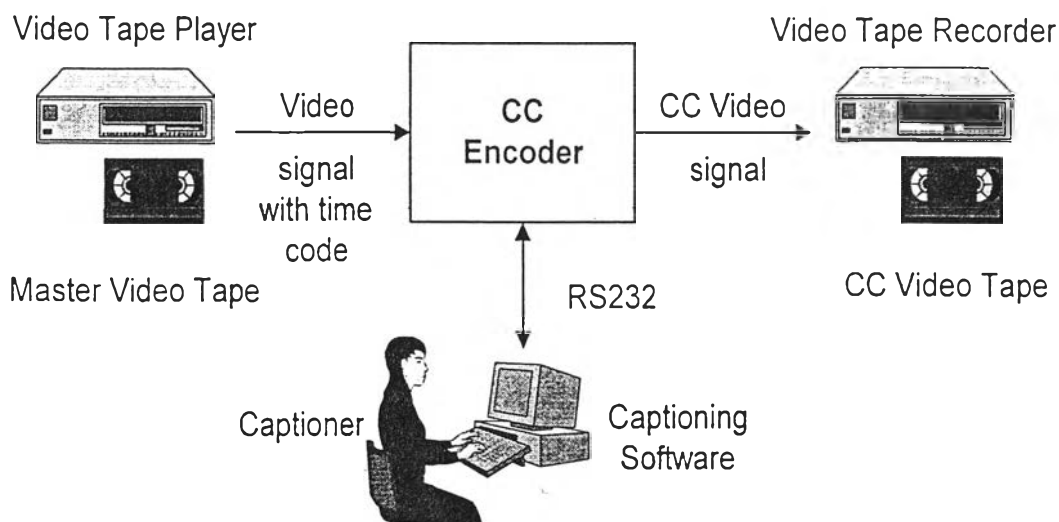 Video Tape Player
Video Tape Recorder
Video
signal
with time
code
CC
Encoder
CC Video
signal
Master Video Tape
CC Video Tape
RS232
Captioner
Captioning
Software